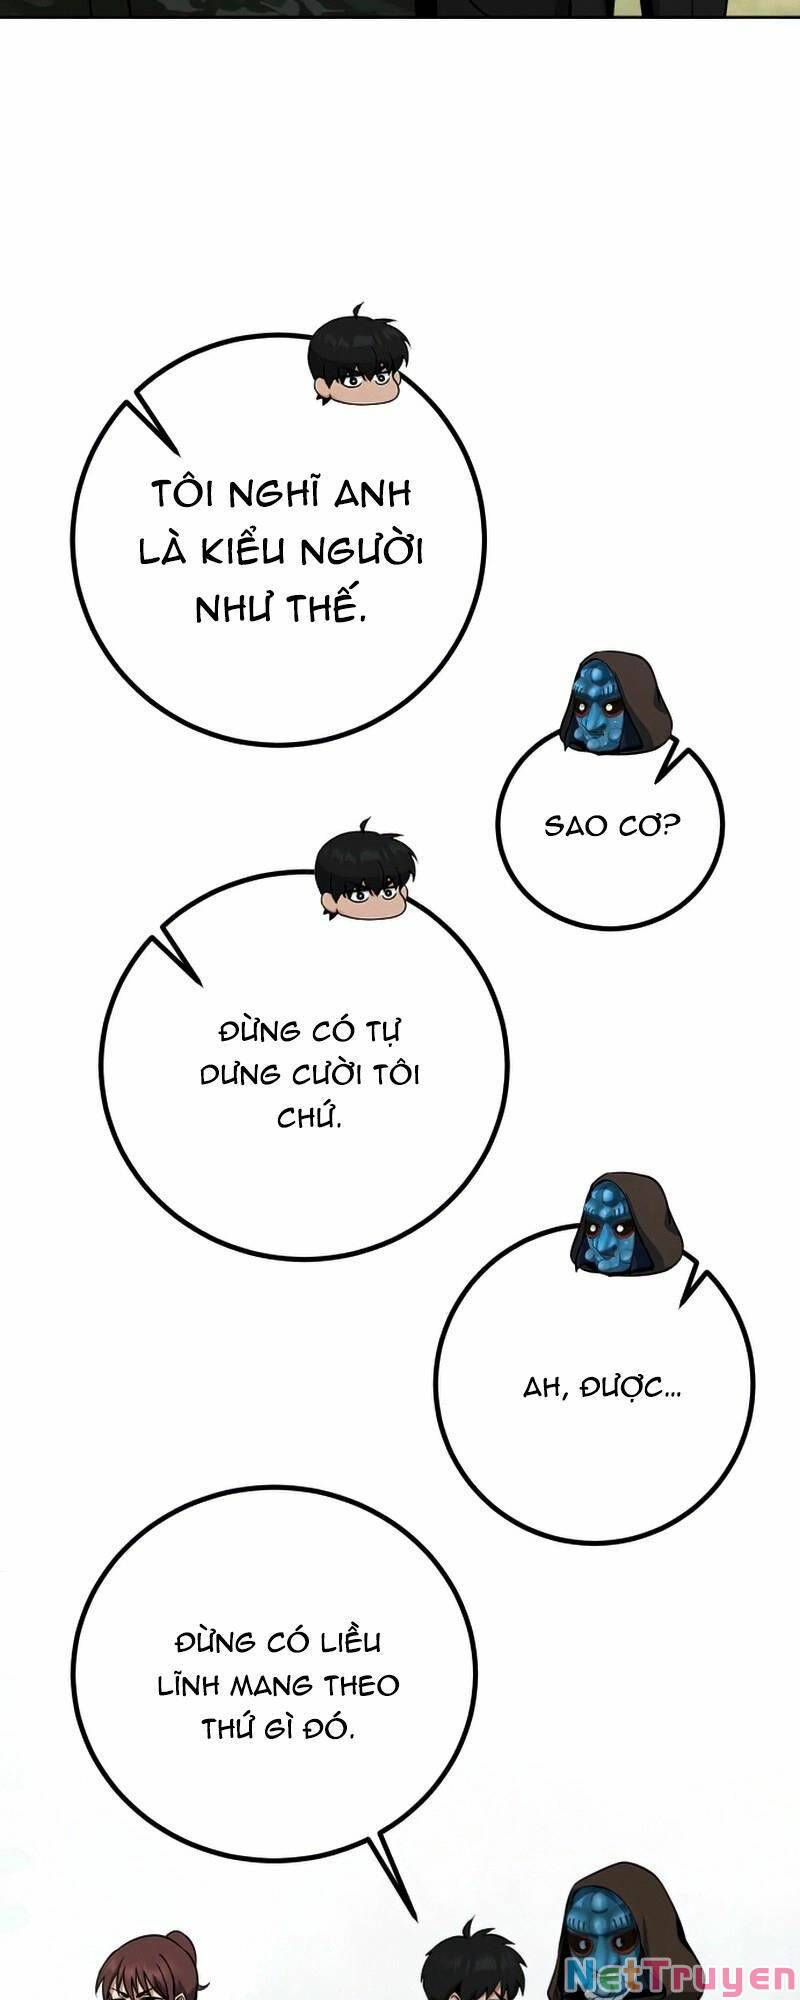 TÔI NGHĨ ANH
LÀ KIỂU NGƯỜI
NHƯ THẾ.
SAO CƠ?
ĐỪNG CÓ TỰ
DƯNG CƯỜI TÔI
CHỨ.
AH, ĐƯỢC...
ĐỪNG CÓ LIỀU
LĨNH MANG THEO
THỨ GÌ ĐÓ.
NetTruyen